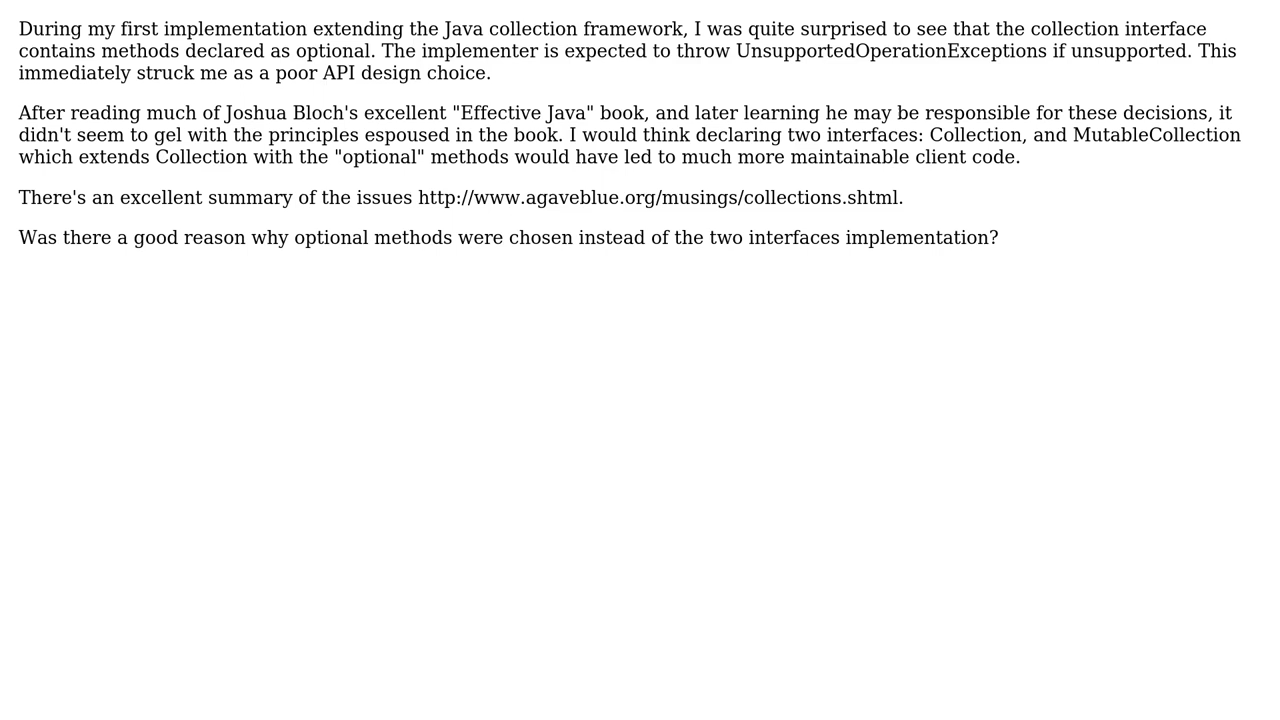 During my first implementation extending the Java collection framework, I was quite surprised to see that the collection interface
contains methods declared as optional. The implementer is expected to throw UnsupportedOperationExceptions if unsupported. This
immediately struck me as a poor API design choice.
After reading much of Joshua Bloch's excellent "Effective Java" book, and later learning he may be responsible for these decisions, it
didn't seem to gel with the principles espoused in the book. I would think declaring two interfaces: Collection, and MutableCollection
which extends Collection with the "optional" methods would have led to much more maintainable client code.
There's an excellent summary of the issues http://www.agaveblue.org/musings/collections.shtml.
Was there a good reason why optional methods were chosen instead of the two interfaces implementation?